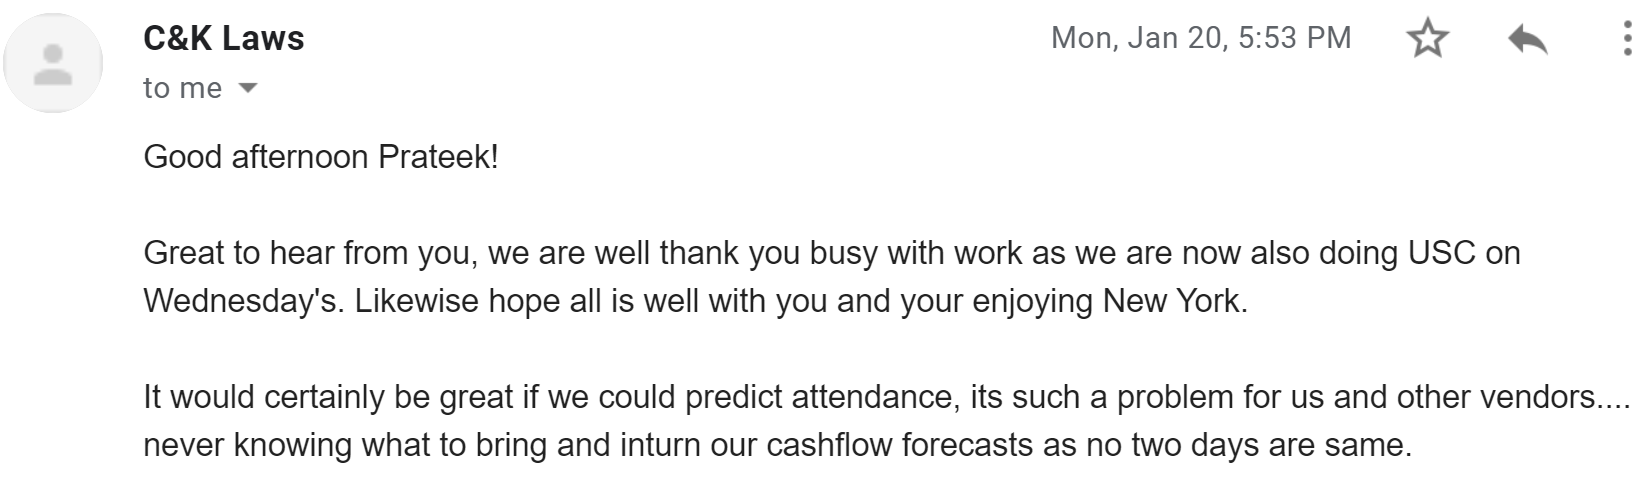 C&K Laws
Mon, Jan 20, 5:53 PM
to me
Good afternoon Prateek!
Great to hear from you, we are well thank you busy with work as we are now also doing USC on
Wednesday's. Likewise hope all is well with you and your enjoying New York.
It would certainly be great if we could predict attendance, its such a problem for us and other vendors....
never knowing what to bring and inturn our cashflow forecasts as no two days are same.